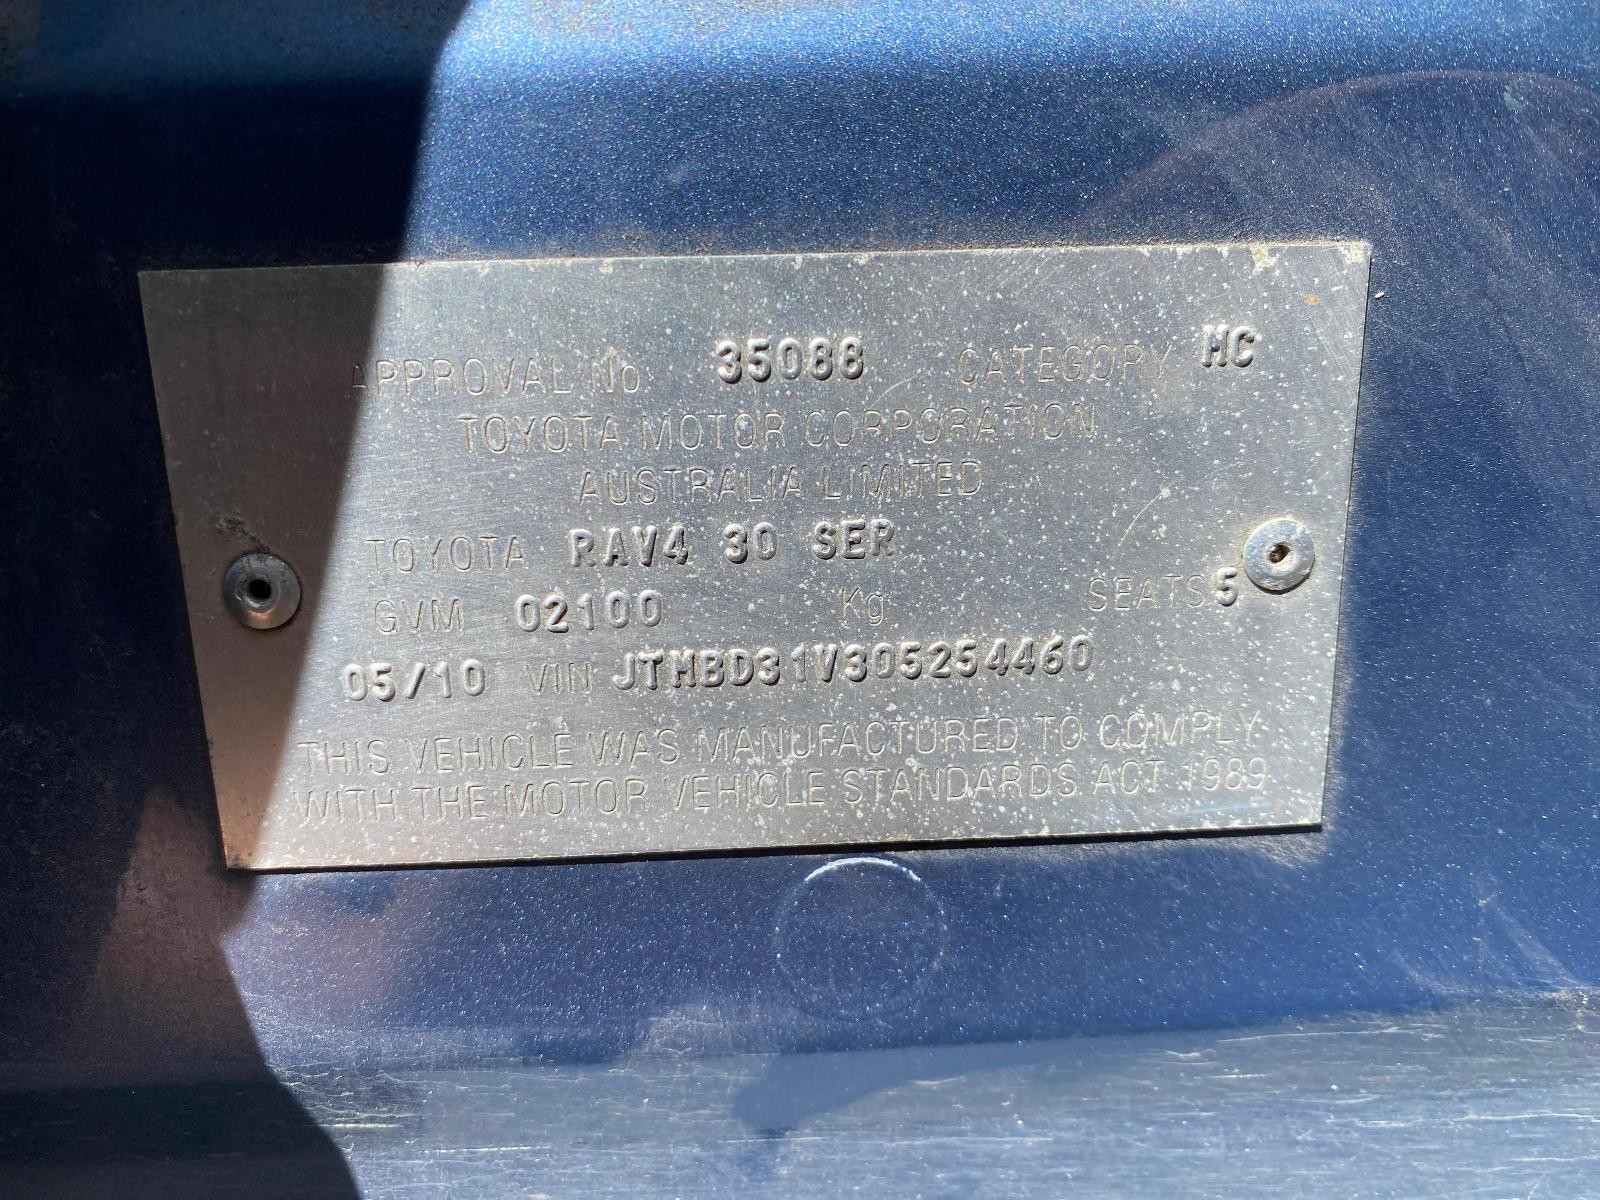 APPROVAL No 35088 CATEGORY MC
TOYOTA MOTOR CORPORATION
AUSTRALIA LIMITED
TOYOTA RAV4 30 SER
GVM 02100 Kg SEATS 5
05/10 VIN JTMBD31V305254460
THIS VEHICLE WAS MANUFACTURED TO COMPLY
WITH THE MOTOR VEHICLE STANDARDS ACT 1989